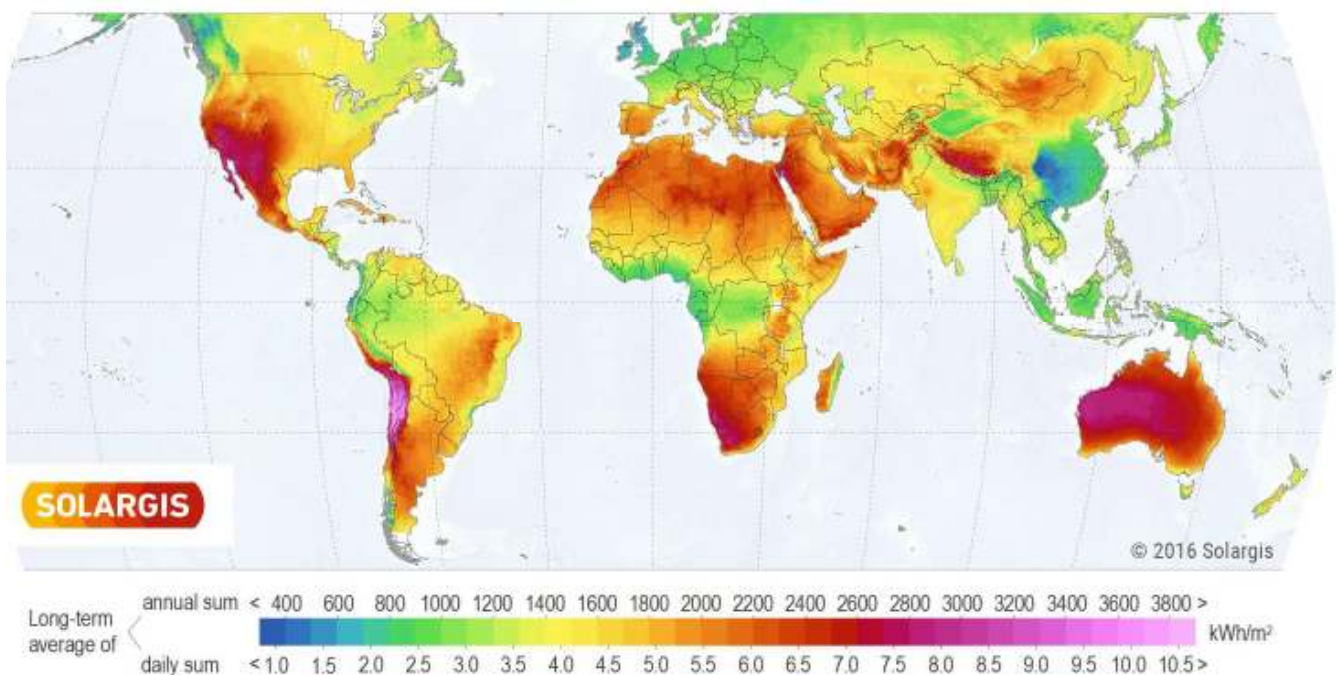 SOLARGIS
© 2016 Solargis
Long-term average of
annual sum < 400 600 800 1000 1200 1400 1600 1800 2000 2200 2400 2600 2800 3000 3200 3400 3600 3800 >
kWh/m²
daily sum < 1.0 1.5 2.0 2.5 3.0 3.5 4.0 4.5 5.0 5.5 6.0 6.5 7.0 7.5 8.0 8.5 9.0 9.5 10.0 10.5 >